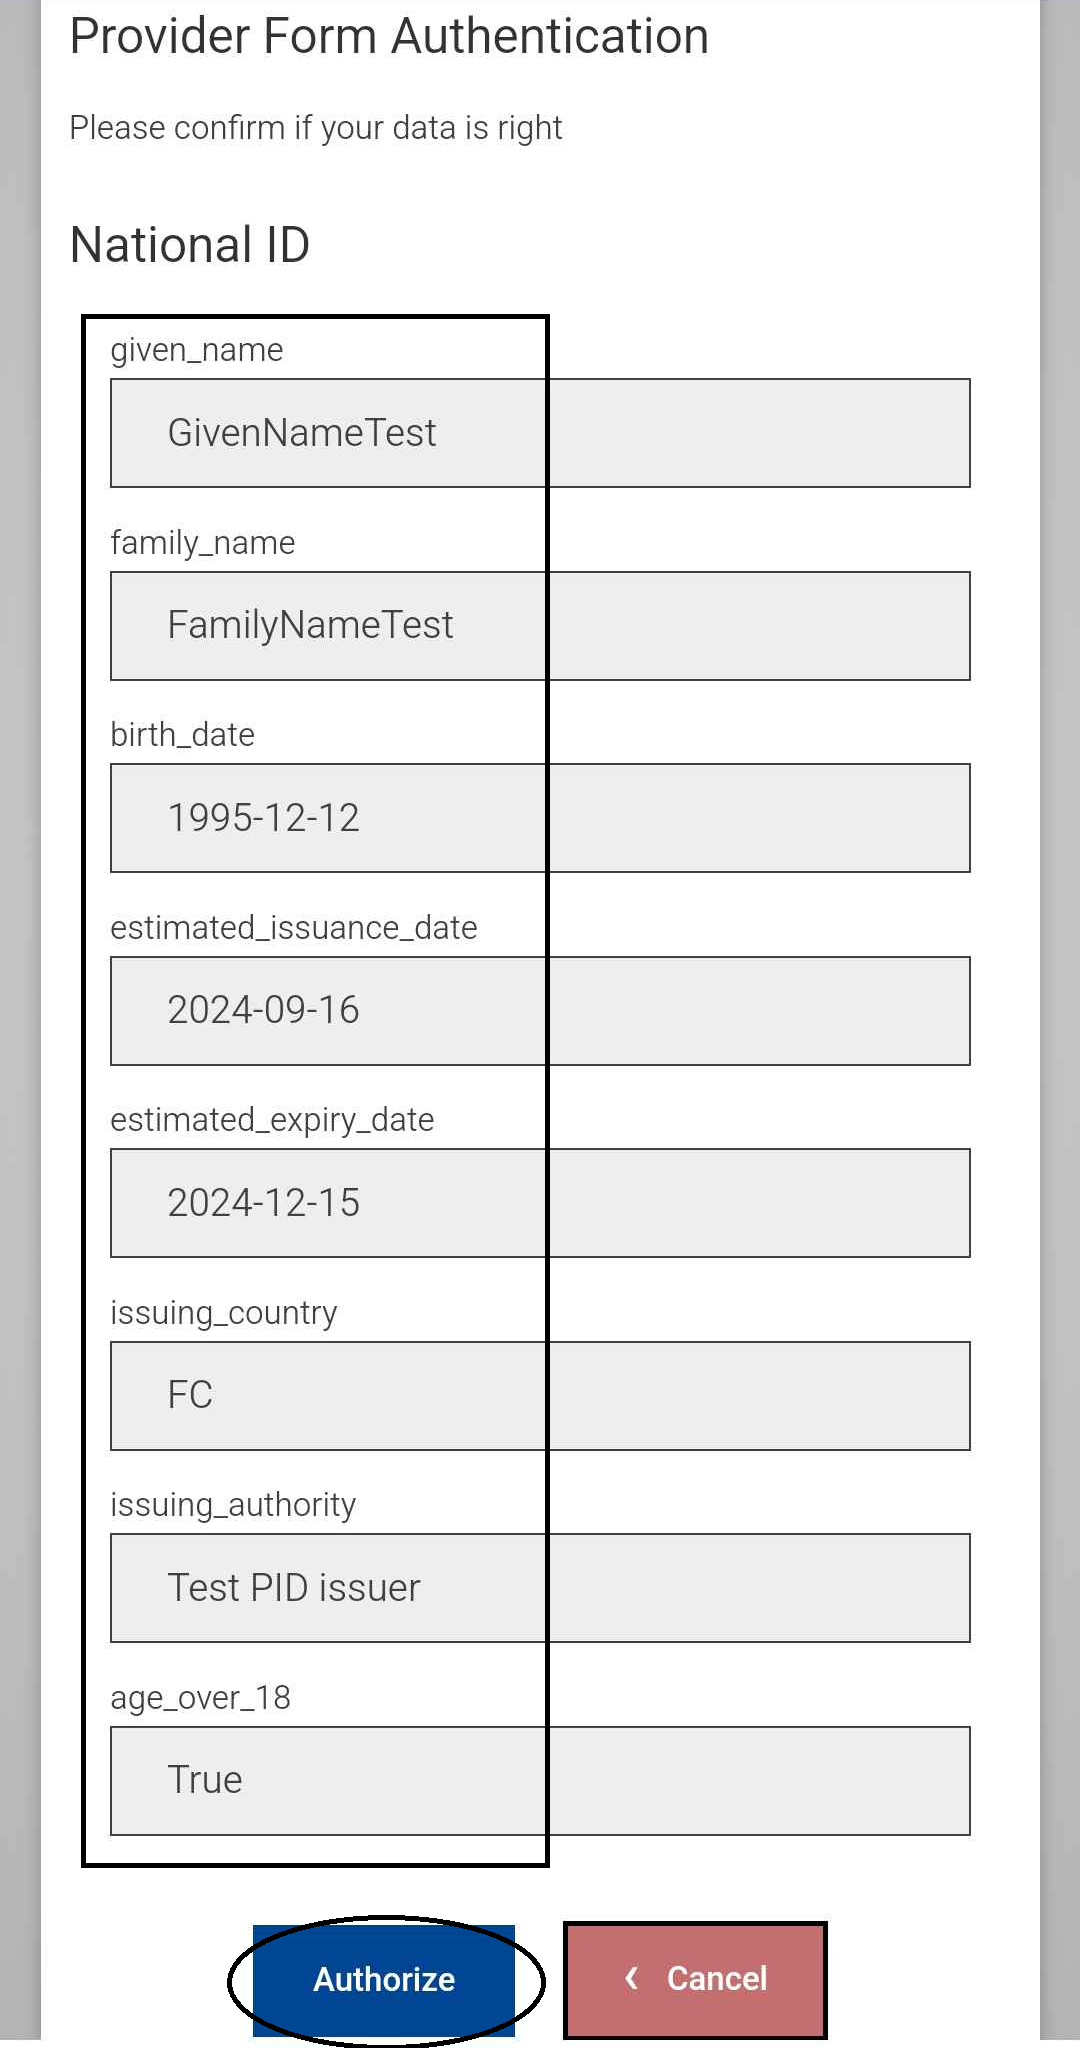 Provider Form Authentication
Please confirm if your data is right
National ID
given_name
GivenNameTest
family_name
FamilyNameTest
birth_date
1995-12-12
estimated_issuance_date
2024-09-16
estimated_expiry_date
2024-12-15
issuing_country
FC
issuing_authority
Test PID issuer
age_over_18
True
Authorize
Cancel